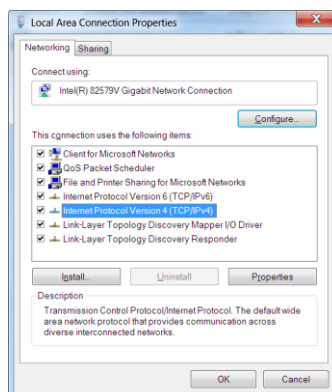 Local Area Connection Properties
Networking
Sharing
Connect using:
Intel(R) 82579V Gigabit Network Connection
Configure...
This connection uses the following items:
Client for Microsoft Networks
QoS Packet Scheduler
File and Printer Sharing for Microsoft Networks
Internet Protocol Version 6 (TCP/IPv6)
Internet Protocol Version 4 (TCP/IPv4)
Link-Layer Topology Discovery Mapper I/O Driver
Link-Layer Topology Discovery Responder
Install...
Uninstall
Properties
Description
Transmission Control Protocol/Internet Protocol. The default wide
area network protocol that provides communication across
diverse interconnected networks.
OK
Cancel